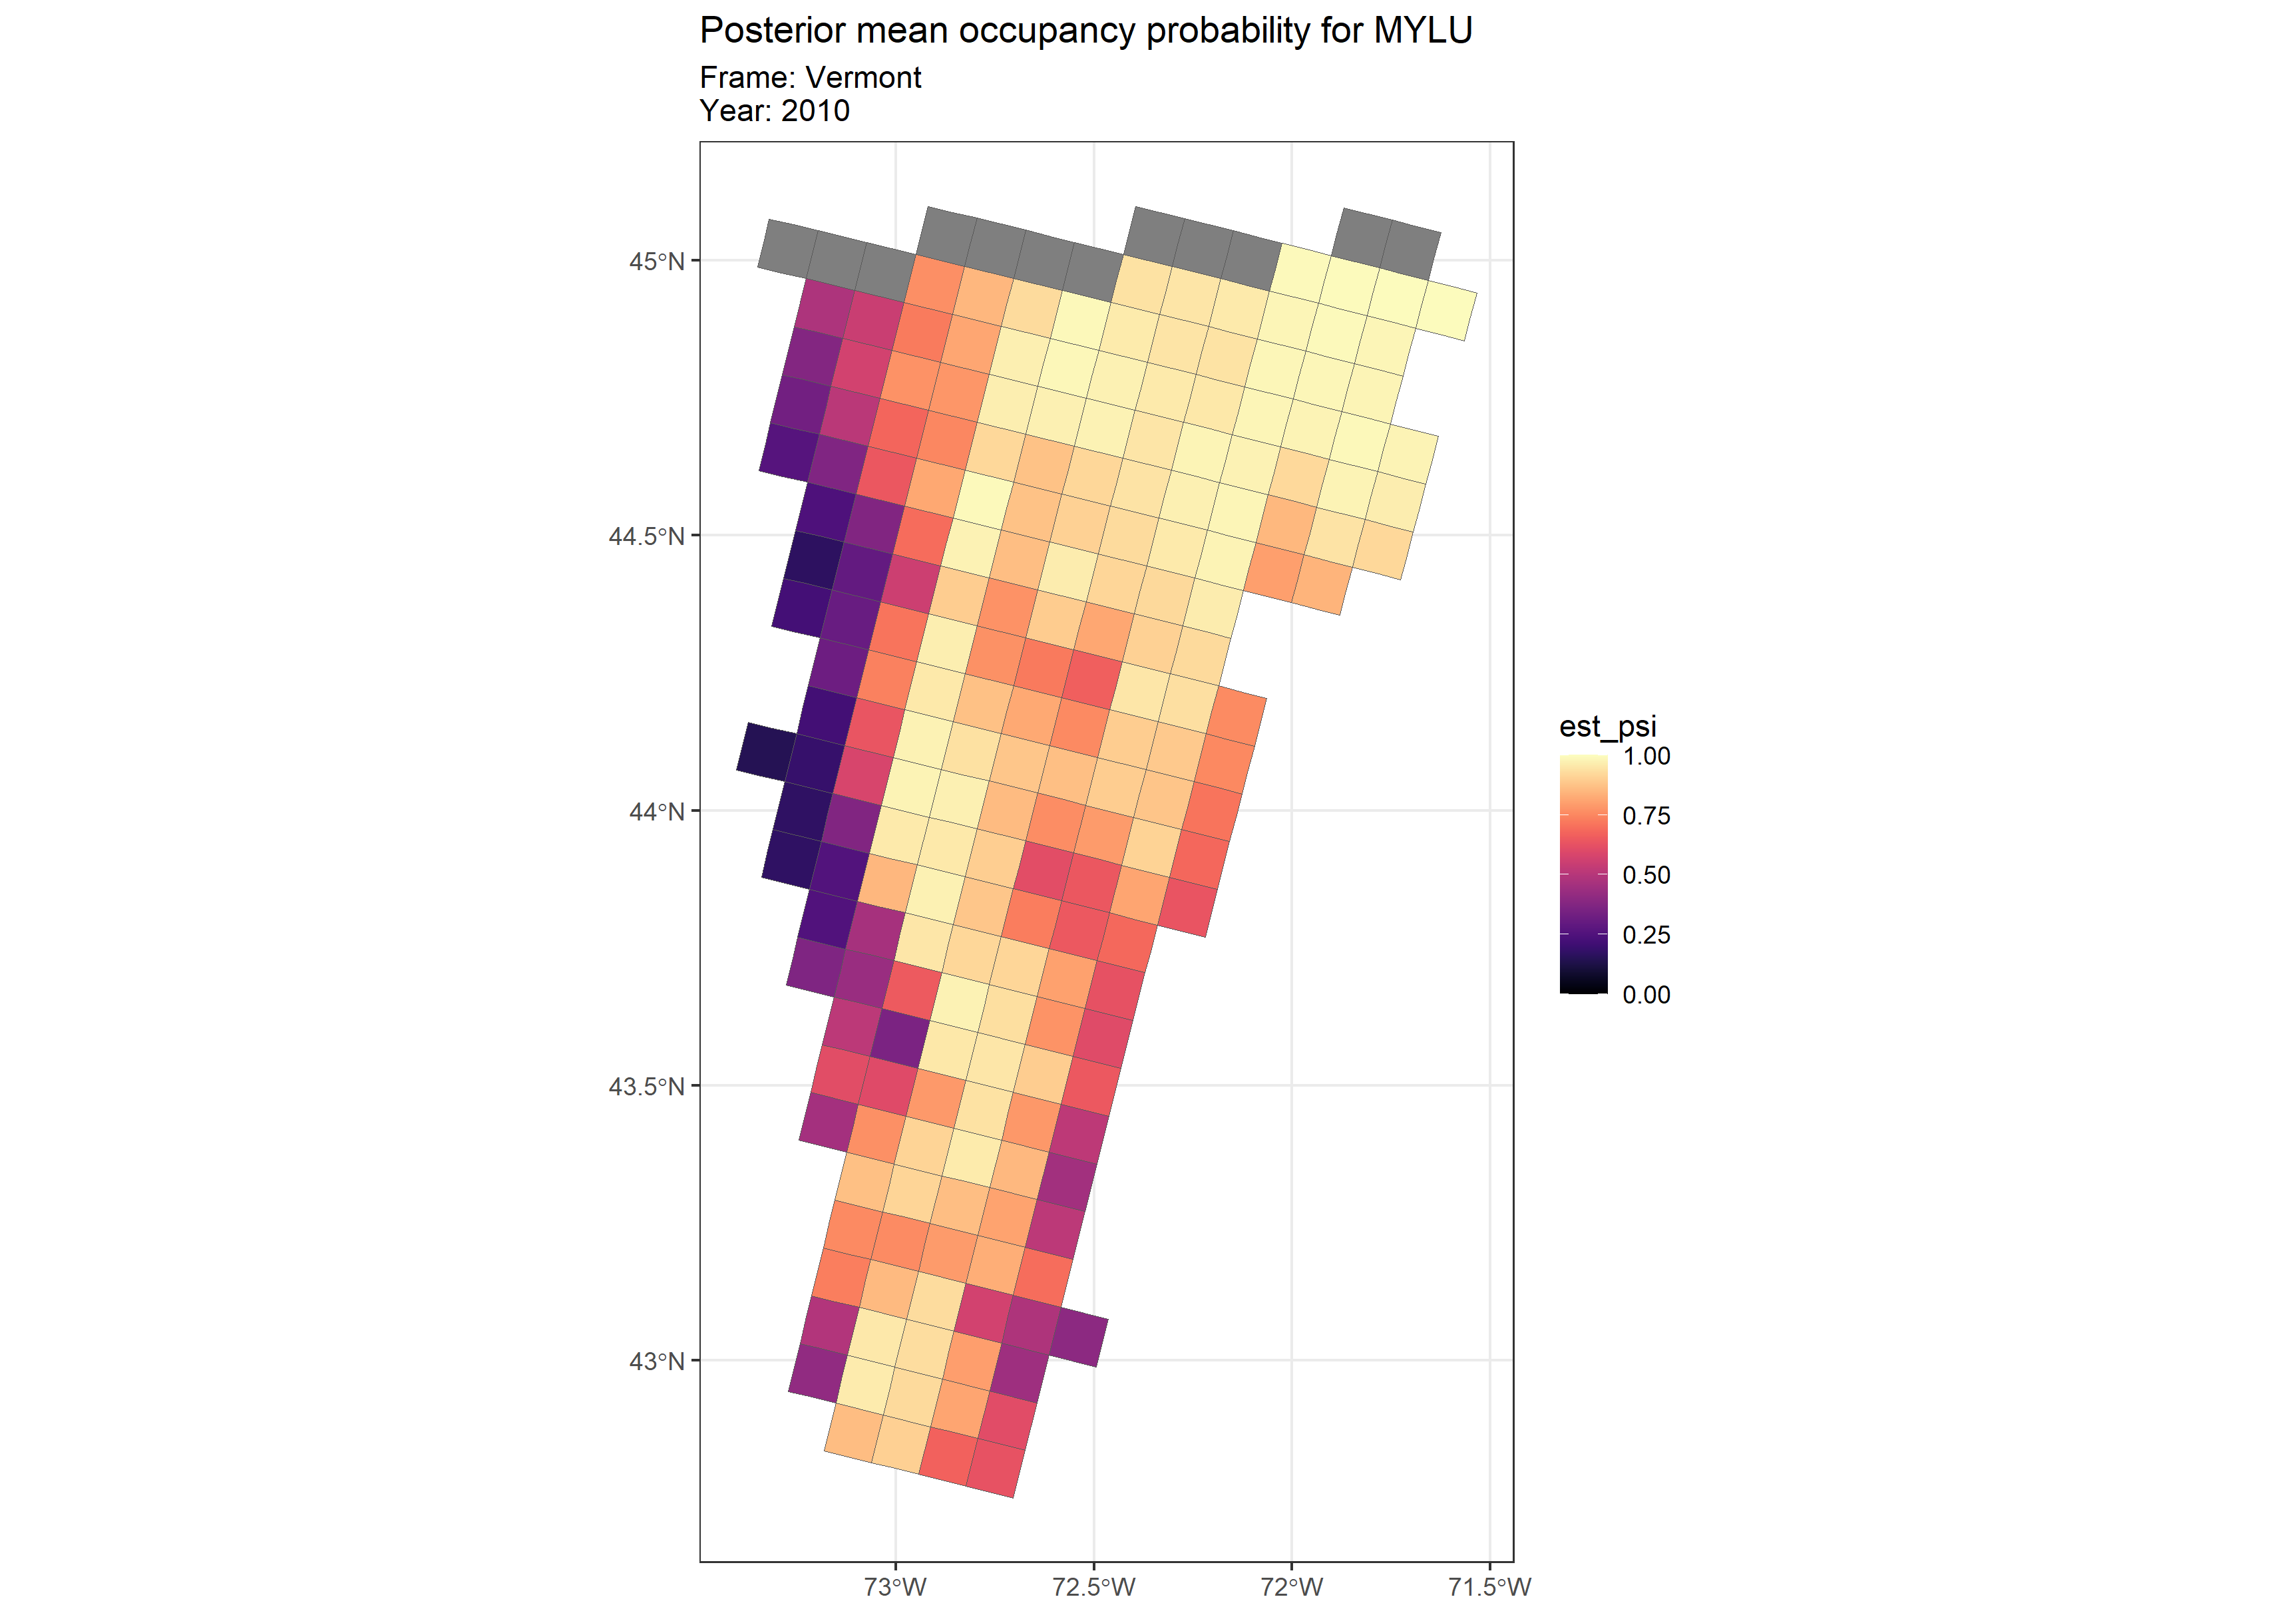 Posterior mean occupancy probability for MYLU
Frame: Vermont
Year: 2010
45°N
44.5°N
44°N
43.5°N
43°N
73°W
72.5°W
72°W
71.5°W
est_psi
1.00
0.75
0.50
0.25
0.00